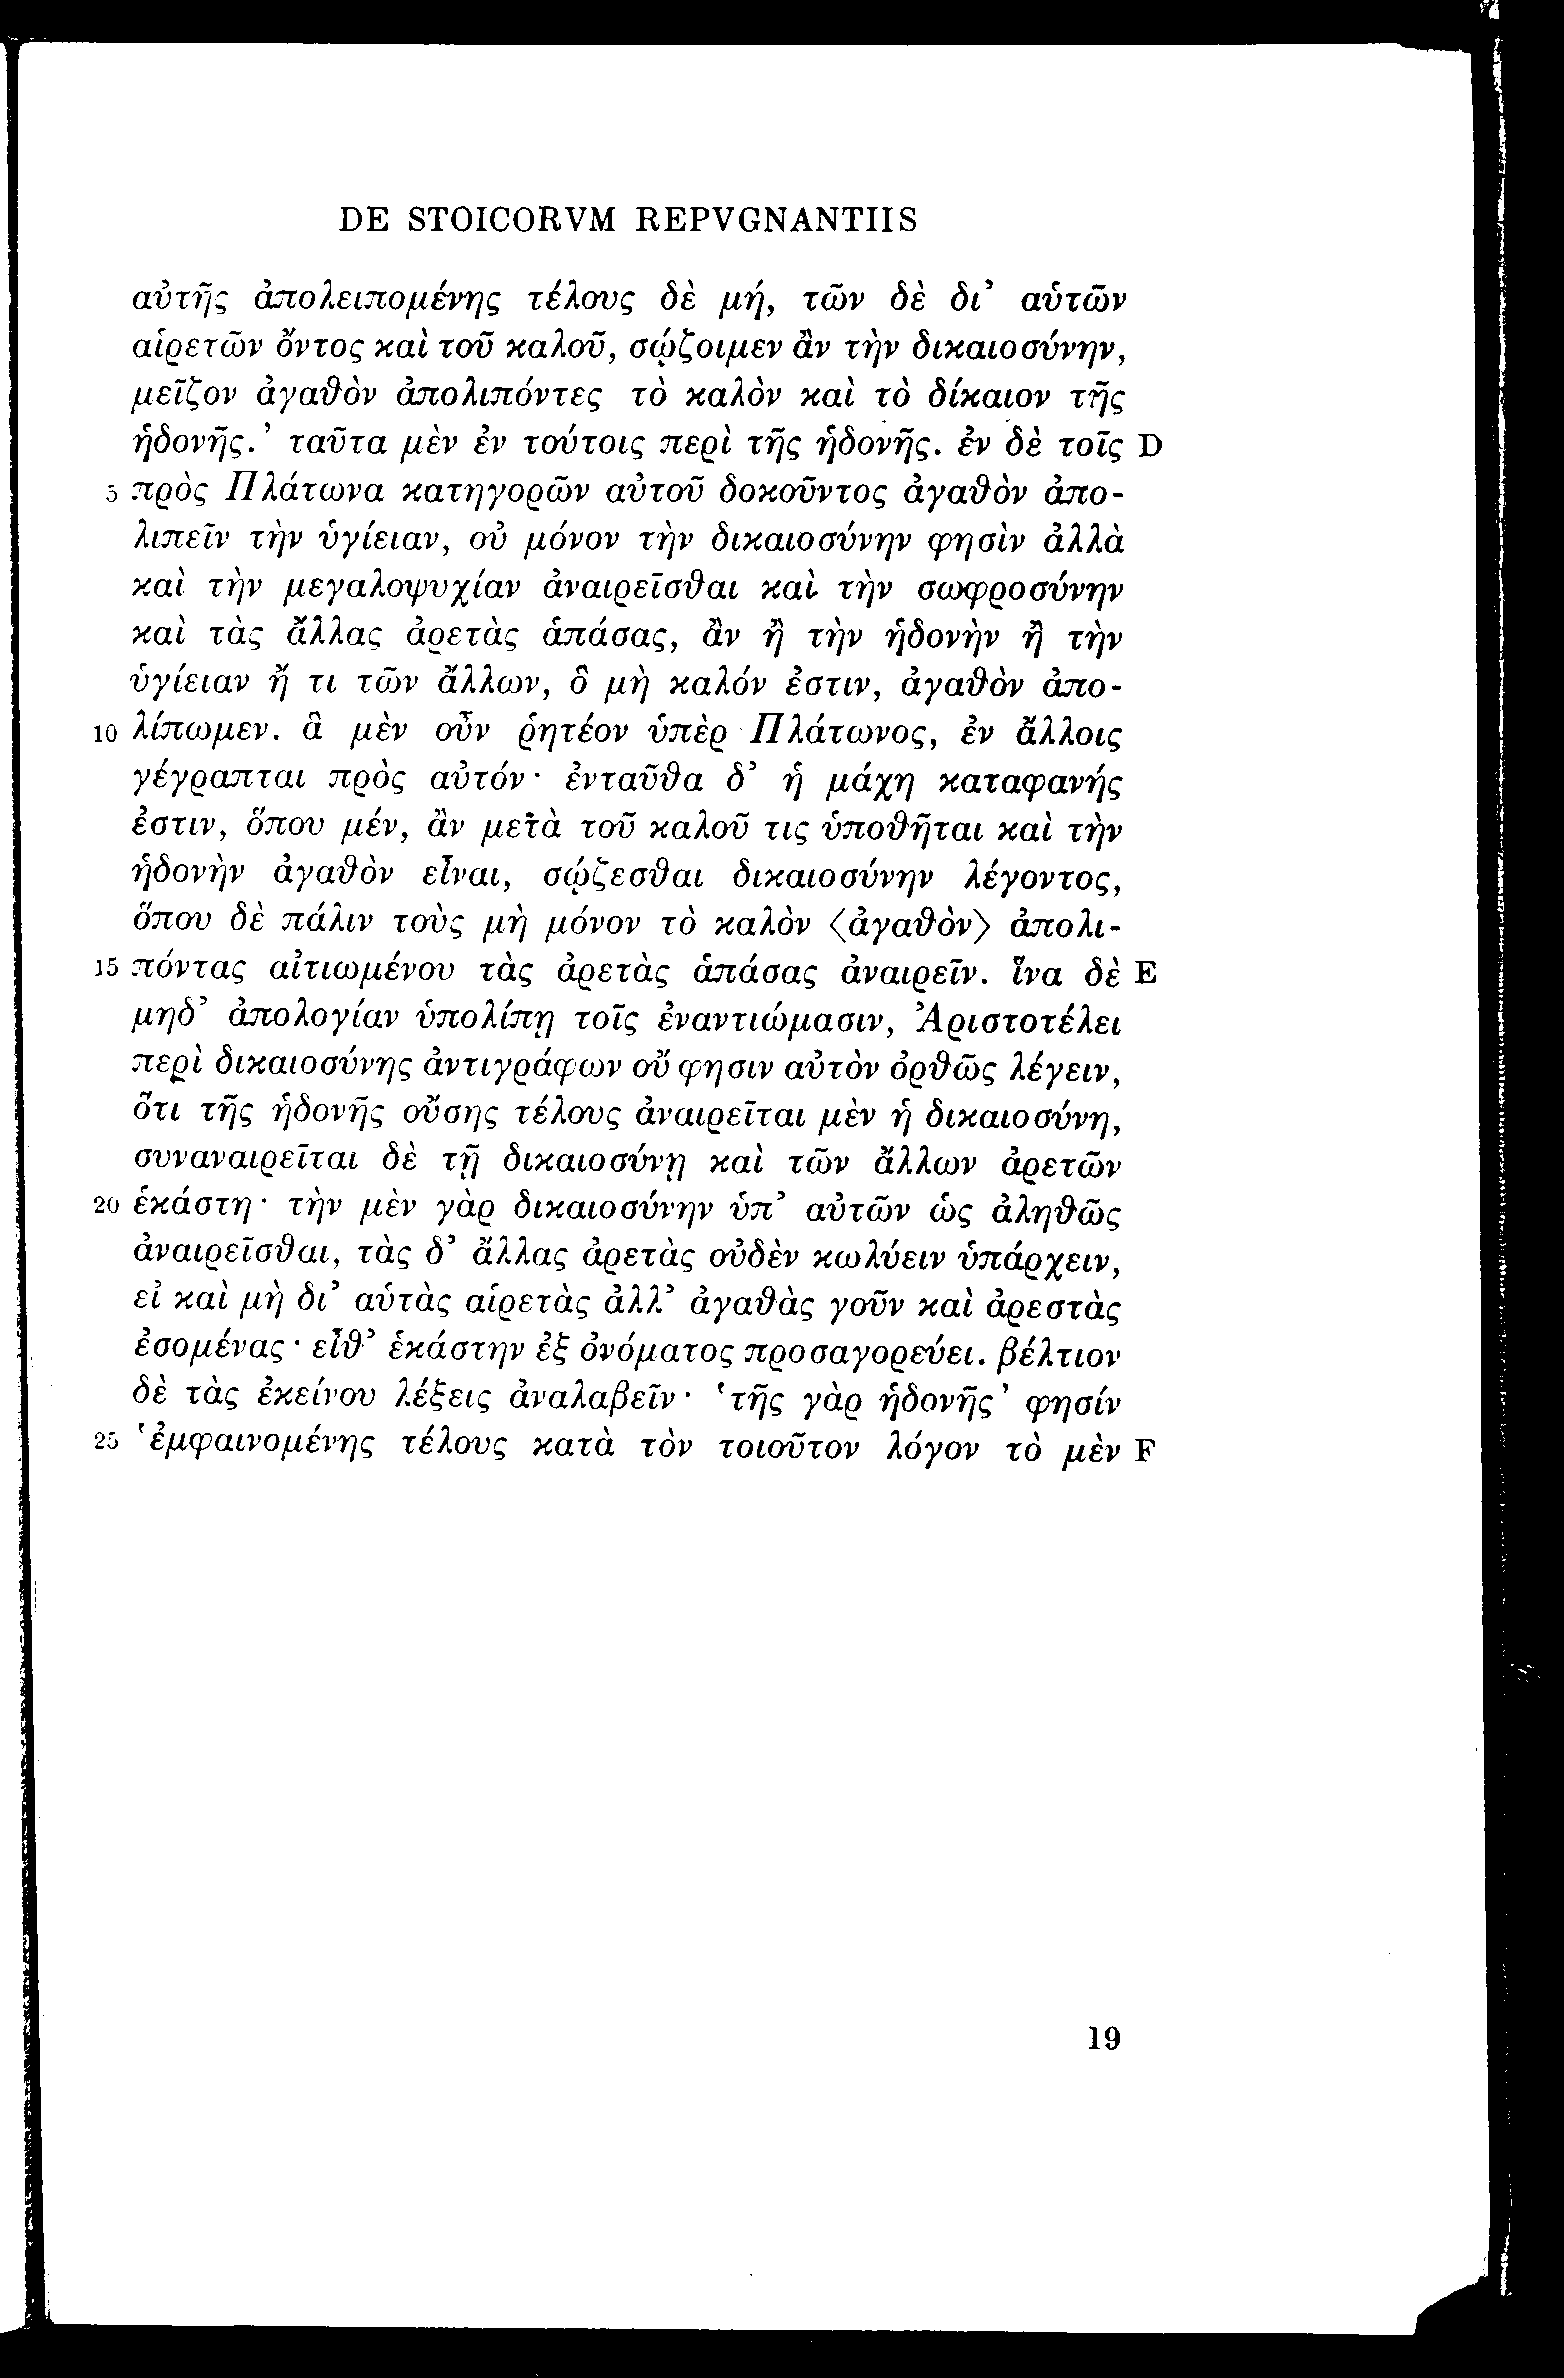 DE STOICORVM REPVGNANTIIS
αὐτῆς ἀπολειπομένης τέλους δὲ μή, τῶν δὲ δι’ αὑτῶν
αἱρετῶν ὄντος καὶ τοῦ καλοῦ, σῴζοιμεν ἂν τὴν δικαιοσύνην,
μεῖζον ἀγαθὸν ἀπολιπόντες τὸ καλὸν καὶ τὸ δίκαιον τῆς
ἡδονῆς.’ ταῦτα μὲν ἐν τούτοις περὶ τῆς ἡδονῆς. ἐν δὲ τοῖς D
5 πρὸς Πλάτωνα κατηγορῶν αὐτοῦ δοκοῦντος ἀγαθὸν ἀπο-
λιπεῖν τὴν ὑγίειαν, οὐ μόνον τὴν δικαιοσύνην φησὶν ἀλλὰ
καὶ τὴν μεγαλοψυχίαν ἀναιρεῖσθαι καὶ τὴν σωφροσύνην
καὶ τὰς ἄλλας ἀρετὰς ἁπάσας, ἂν ἢ τὴν ἡδονὴν ἢ τὴν
ὑγίειαν ἤ τι τῶν ἄλλων, ὃ μὴ καλόν ἐστιν, ἀγαθὸν ἀπο-
10 λίπωμεν. ἃ μὲν οὖν ῥητέον ὑπὲρ Πλάτωνος, ἐν ἄλλοις
γέγραπται πρὸς αὐτόν· ἐνταῦθα δ’ ἡ μάχη καταφανής
ἐστιν, ὅπου μέν, ἂν μετὰ τοῦ καλοῦ τις ὑποθῆται καὶ τὴν
ἡδονὴν ἀγαθὸν εἶναι, σῴζεσθαι δικαιοσύνην λέγοντος,
ὅπου δὲ πάλιν τοὺς μὴ μόνον τὸ καλὸν ⟨ἀγαθὸν⟩ ἀπολι-
15 πόντας αἰτιωμένου τὰς ἀρετὰς ἁπάσας ἀναιρεῖν. ἵνα δὲ E
μηδ’ ἀπολογίαν ὑπολίπῃ τοῖς ἐναντιώμασιν, Ἀριστοτέλει
περὶ δικαιοσύνης ἀντιγράφων οὔ φησιν αὐτὸν ὀρθῶς λέγειν,
ὅτι τῆς ἡδονῆς οὔσης τέλους ἀναιρεῖται μὲν ἡ δικαιοσύνη,
συναναιρεῖται δὲ τῇ δικαιοσύνῃ καὶ τῶν ἄλλων ἀρετῶν
20 ἑκάστη· τὴν μὲν γὰρ δικαιοσύνην ὑπ’ αὐτῶν ὡς ἀληθῶς
ἀναιρεῖσθαι, τὰς δ’ ἄλλας ἀρετὰς οὐδὲν κωλύειν ὑπάρχειν,
εἰ καὶ μὴ δι’ αὑτὰς αἱρετὰς ἀλλ’ ἀγαθὰς γοῦν καὶ ἀρεστὰς
ἐσομένας· εἶθ’ ἑκάστην ἐξ ὀνόματος προσαγορεύει. βέλτιον
δὲ τὰς ἐκείνου λέξεις ἀναλαβεῖν· ‘τῆς γὰρ ἡδονῆς’ φησίν
25 ‘ἐμφαινομένης τέλους κατὰ τὸν τοιοῦτον λόγον τὸ μὲν F
19